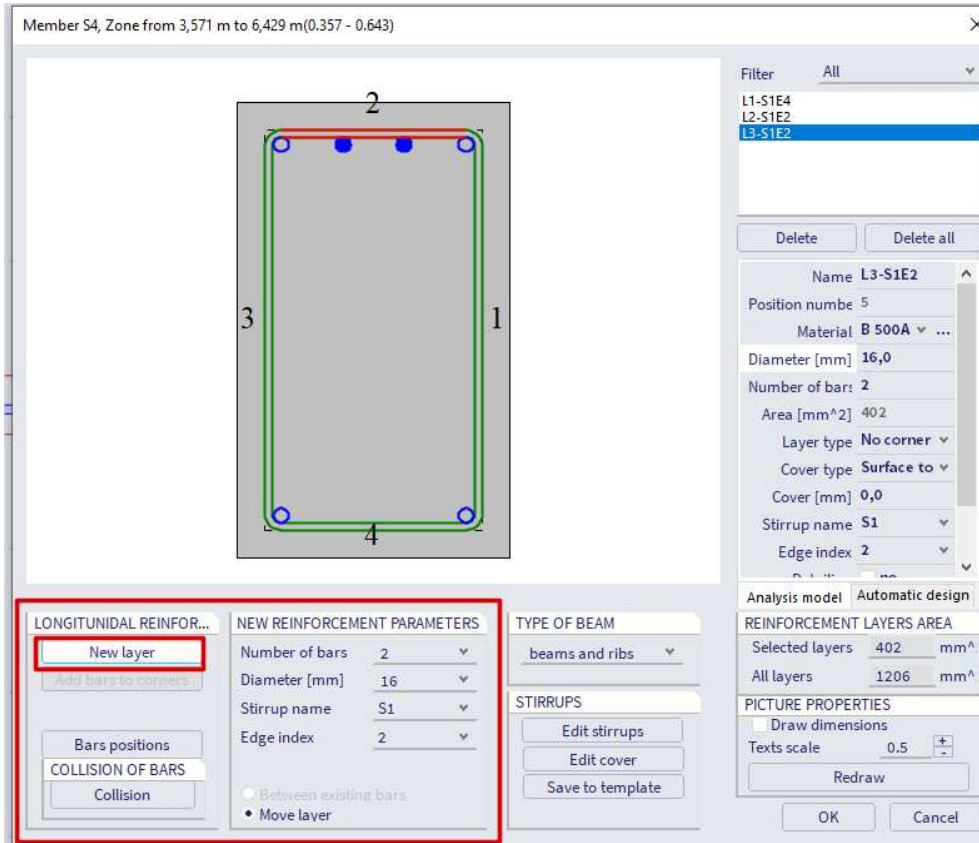 Member S4, Zone from 3,571 m to 6,429 m(0.357 - 0.643)
2
3
1
4
Filter All
L1-S1E4
L2-S1E2
L3-S1E2
Delete Delete all
Name L3-S1E2
Position numbe 5
Material B 500A ...
Diameter [mm] 16,0
Number of bars 2
Area [mm^2] 402
Layer type No corner
Cover type Surface to
Cover [mm] 0,0
Stirrup name S1
Edge index 2
no
Analysis model Automatic design
LONGITUNIDAL REINFOR...
New layer
Add bars to corners
Bars positions
COLLISION OF BARS
Collision
NEW REINFORCEMENT PARAMETERS
Number of bars 2
Diameter [mm] 16
Stirrup name S1
Edge index 2
Between existing bars
Move layer
TYPE OF BEAM
beams and ribs
STIRRUPS
Edit stirrups
Edit cover
Save to template
REINFORCEMENT LAYERS AREA
Selected layers 402 mm^
All layers 1206 mm^
PICTURE PROPERTIES
Draw dimensions
Texts scale 0.5 + -
Redraw
OK Cancel